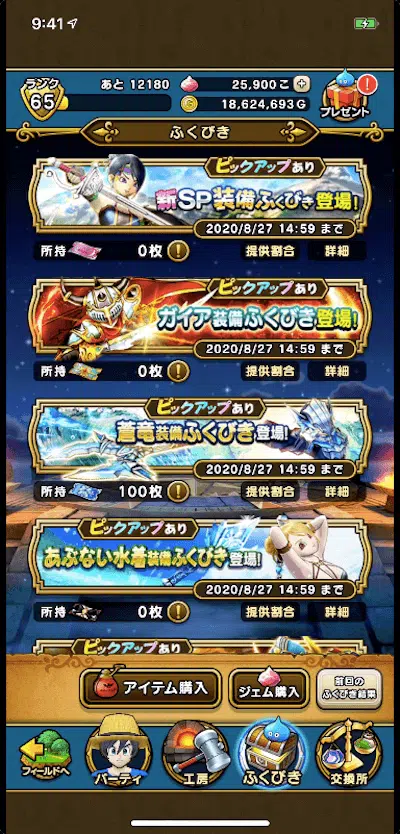 9:41
ランク
65
あと 12180
25,900こ
18,624,693G
プレゼント
ふくびき
ピックアップあり
新SP装備ふくびき登場!
2020/8/27 14:59 まで
所持 0枚
提供割合
詳細
ピックアップあり
ガイア装備ふくびき登場!
2020/8/27 14:59 まで
所持 0枚
提供割合
詳細
ピックアップあり
蒼竜装備ふくびき登場!
2020/8/27 14:59 まで
所持 100枚
提供割合
詳細
ピックアップあり
あぶない水着装備ふくびき登場!
2020/8/27 14:59 まで
所持 0枚
提供割合
詳細
ピックアップあり
アイテム購入
ジェム購入
前回の
ふくびき結果
フィールドへ
パーティ
工房
ふくびき
交換所